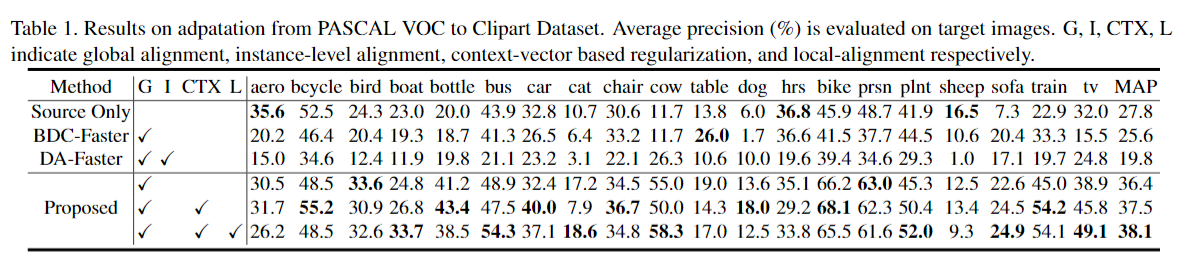 Table 1. Results on adpatation from PASCAL VOC to Clipart Dataset. Average precision (%) is evaluated on target images. G, I, CTX, L
indicate global alignment, instance-level alignment, context-vector based regularization, and local-alignment respectively.
Method G I CTX L aero bcycle bird boat bottle bus car cat chair cow table dog hrs bike prsn plnt sheep sofa train tv MAP
Source Only 35.6 52.5 24.3 23.0 20.0 43.9 32.8 10.7 30.6 11.7 13.8 6.0 36.8 45.9 48.7 41.9 16.5 7.3 22.9 32.0 27.8
BDC-Faster ✓ 20.2 46.4 20.4 19.3 18.7 41.3 26.5 6.4 33.2 11.7 26.0 1.7 36.6 41.5 37.7 44.5 10.6 20.4 33.3 15.5 25.6
DA-Faster ✓ ✓ 15.0 34.6 12.4 11.9 19.8 21.1 23.2 3.1 22.1 26.3 10.6 10.0 19.6 39.4 34.6 29.3 1.0 17.1 19.7 24.8 19.8
✓ 30.5 48.5 33.6 24.8 41.2 48.9 32.4 17.2 34.5 55.0 19.0 13.6 35.1 66.2 63.0 45.3 12.5 22.6 45.0 38.9 36.4
Proposed ✓ ✓ 31.7 55.2 30.9 26.8 43.4 47.5 40.0 7.9 36.7 50.0 14.3 18.0 29.2 68.1 62.3 50.4 13.4 24.5 54.2 45.8 37.5
✓ ✓ ✓ 26.2 48.5 32.6 33.7 38.5 54.3 37.1 18.6 34.8 58.3 17.0 12.5 33.8 65.5 61.6 52.0 9.3 24.9 54.1 49.1 38.1